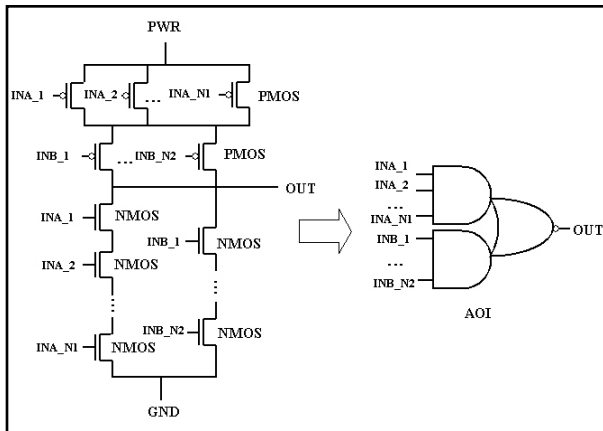 PWR
INA_1
INA_2
...
INA_N1
PMOS
INB_1
...
INB_N2
PMOS
OUT
INA_1
NMOS
INB_1
NMOS
INA_2
NMOS
INB_N2
NMOS
INA_N1
NMOS
GND
INA_1
INA_2
...
INA_N1
INB_1
...
INB_N2
OUT
AOI